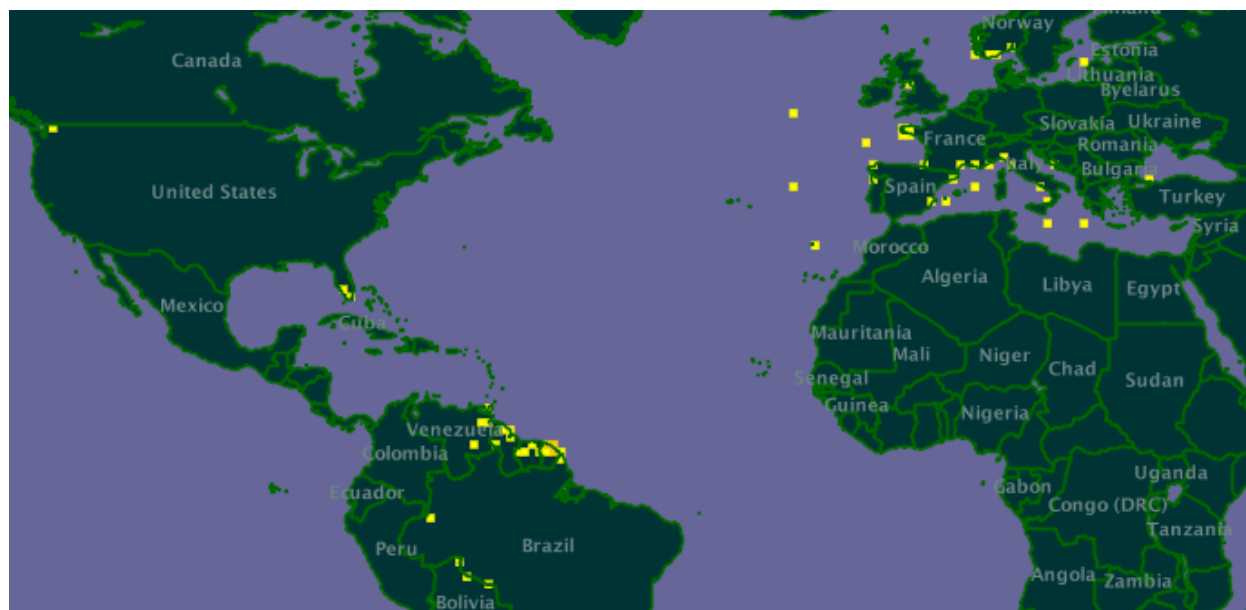 Norway
Finland
Canada
Estonia
Lithuania
Byelarus
Slovakia
Ukraine
France
Romania
Italy
Bulgaria
United States
Spain
Turkey
Syria
Morocco
Algeria
Libya
Egypt
Mexico
Cuba
Mauritania
Mali
Niger
Chad
Senegal
Sudan
Guinea
Nigeria
Venezuela
Colombia
Ecuador
Gabon
Uganda
Congo (DRC)
Tanzania
Peru
Brazil
Angola
Zambia
Bolivia